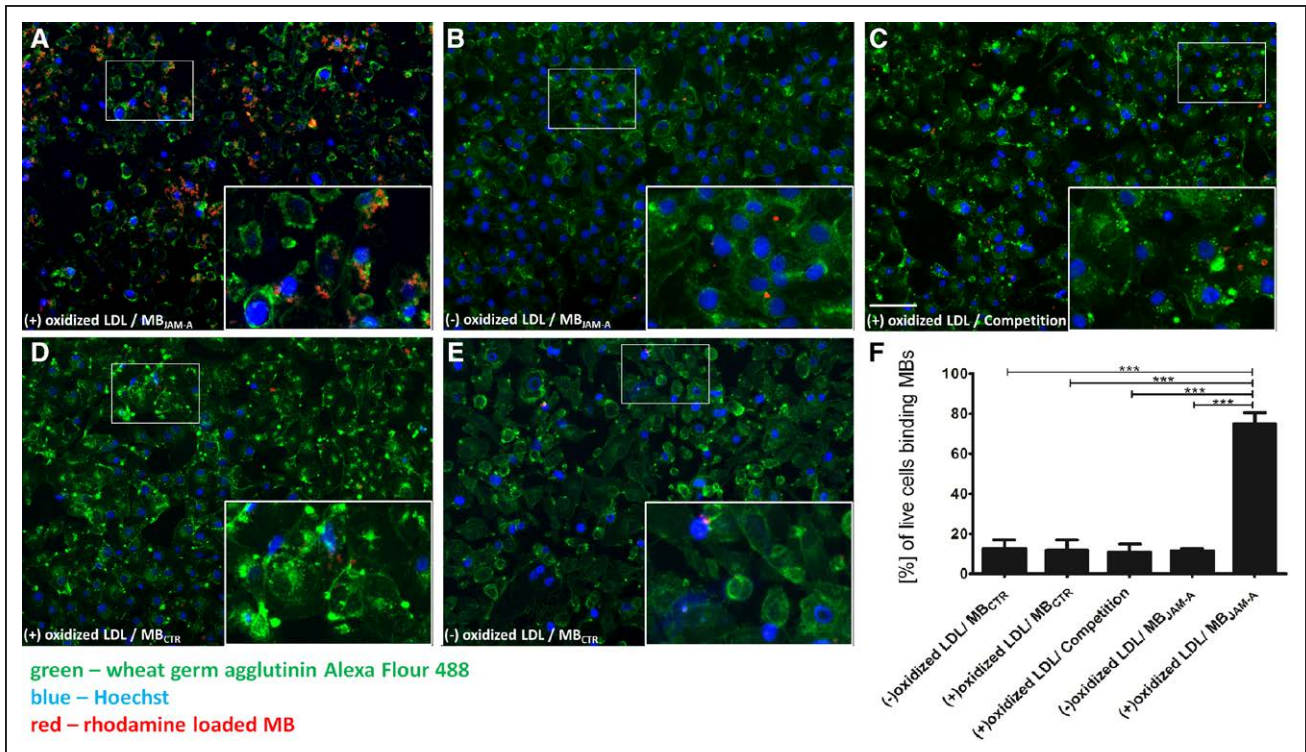 A
B
C
(+) oxidized LDL / MBJAM-A
(-) oxidized LDL / MBJAM-A
(+) oxidized LDL / Competition
D
E
F
(+) oxidized LDL / MBCTR
(-) oxidized LDL / MBCTR
[%] of live cells binding MBs
100
80
60
40
20
0
***
***
***
***
(-)oxidized LDL/ MBCTR
(+)oxidized LDL/ MBCTR
(+)oxidized LDL/ Competition
(-)oxidized LDL/ MBJAM-A
(+)oxidized LDL/ MBJAM-A
green – wheat germ agglutinin Alexa Flour 488
blue – Hoechst
red – rhodamine loaded MB